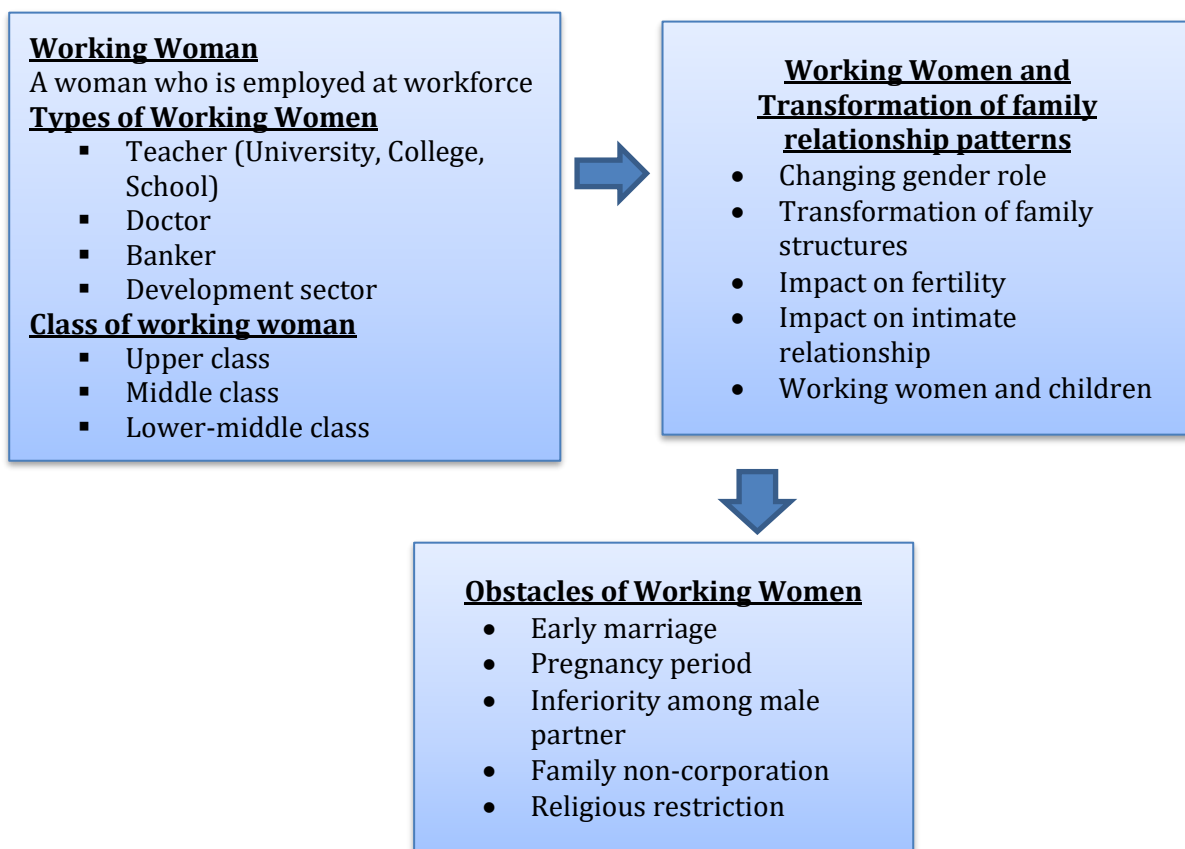 Working Woman
A woman who is employed at workforce
Types of Working Women
▪ Teacher (University, College,
School)
▪ Doctor
▪ Banker
▪ Development sector
Class of working woman
▪ Upper class
▪ Middle class
▪ Lower-middle class
Working Women and
Transformation of family
relationship patterns
• Changing gender role
• Transformation of family
structures
• Impact on fertility
• Impact on intimate
relationship
• Working women and children
Obstacles of Working Women
• Early marriage
• Pregnancy period
• Inferiority among male
partner
• Family non-corporation
• Religious restriction